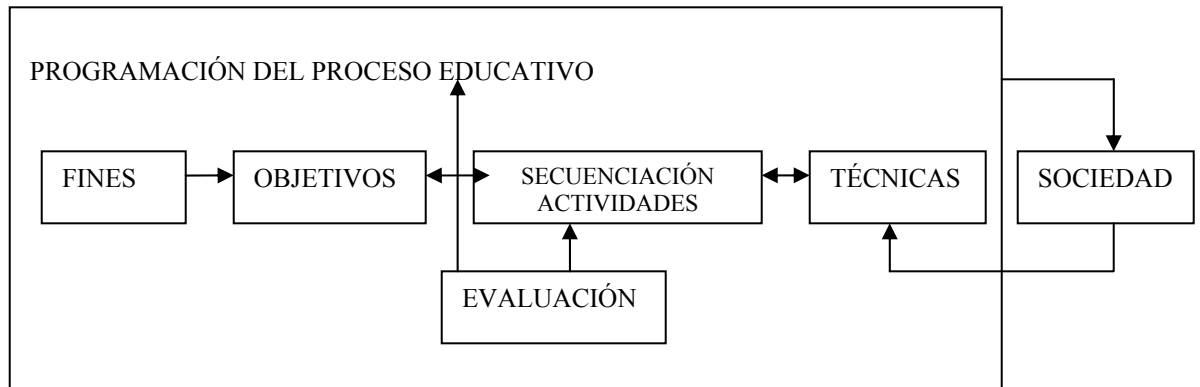 PROGRAMACIÓN DEL PROCESO EDUCATIVO
FINES
OBJETIVOS
SECUENCIACIÓN
ACTIVIDADES
TÉCNICAS
SOCIEDAD
EVALUACIÓN